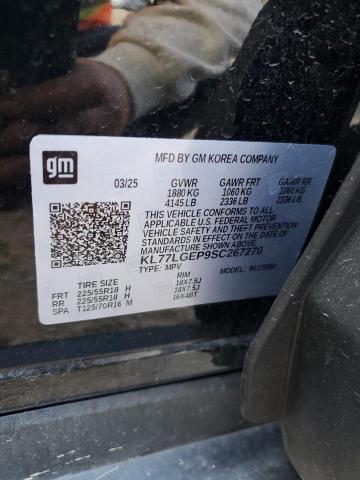 gm
MFD BY GM KOREA COMPANY
03/25 GVWR GAWR FRT GAWR RR
1880 KG 1060 KG 1060 KG
4145 LB 2336 LB 2336 LB
THIS VEHICLE CONFORMS TO ALL
APPLICABLE U.S. FEDERAL MOTOR
VEHICLE SAFETY AND THEFT PREVENTION
STANDARDS IN EFFECT ON THE DATE OF
MANUFACTURE SHOWN ABOVE.
KL77LGEP9SC267270
TYPE: MPV MODEL:
TIRE SIZE RIM
FRT 225/55R18 H 18X7.5J
RR 225/55R18 H 18X7.5J
SPA T125/70R16 M 16X4BT